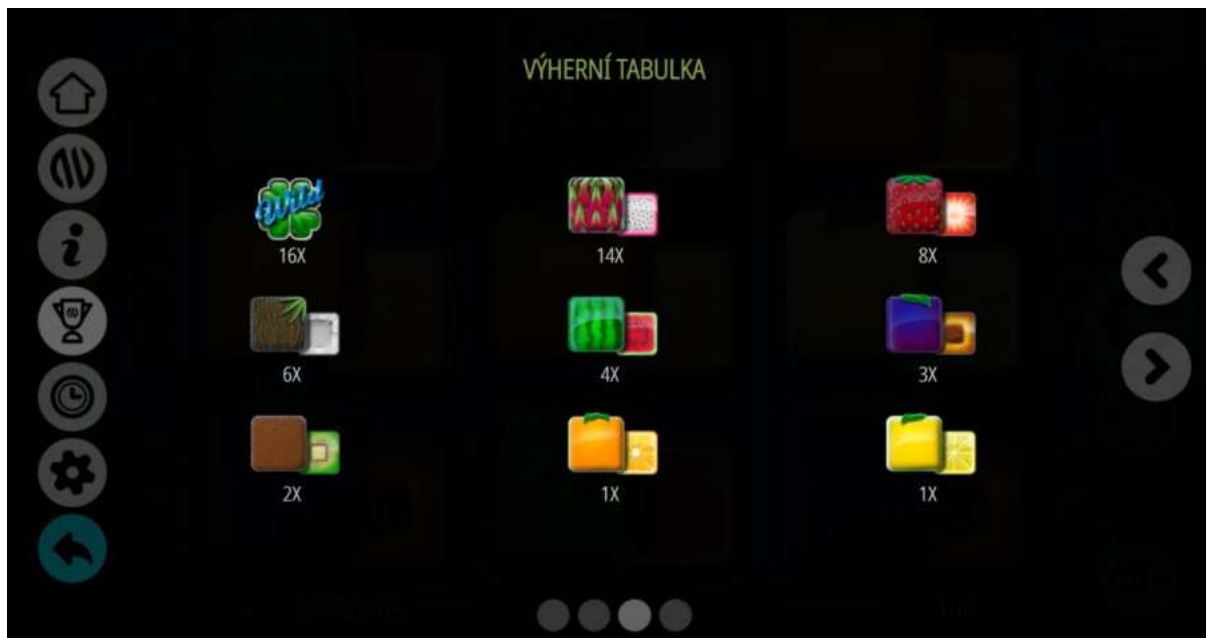 VÝHERNÍ TABULKA
Wild
16X
14X
8X
6X
4X
3X
2X
1X
1X